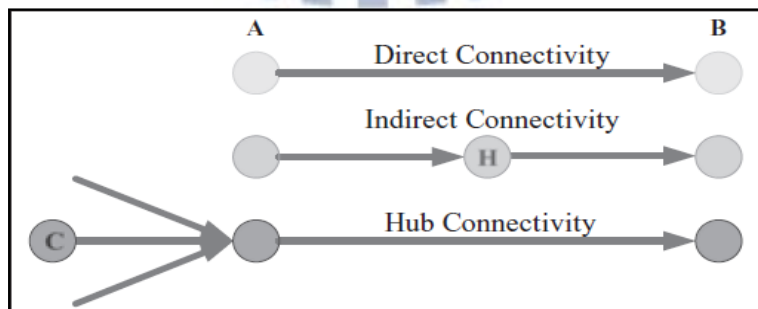 A B
Direct Connectivity
Indirect Connectivity
H
Hub Connectivity
C